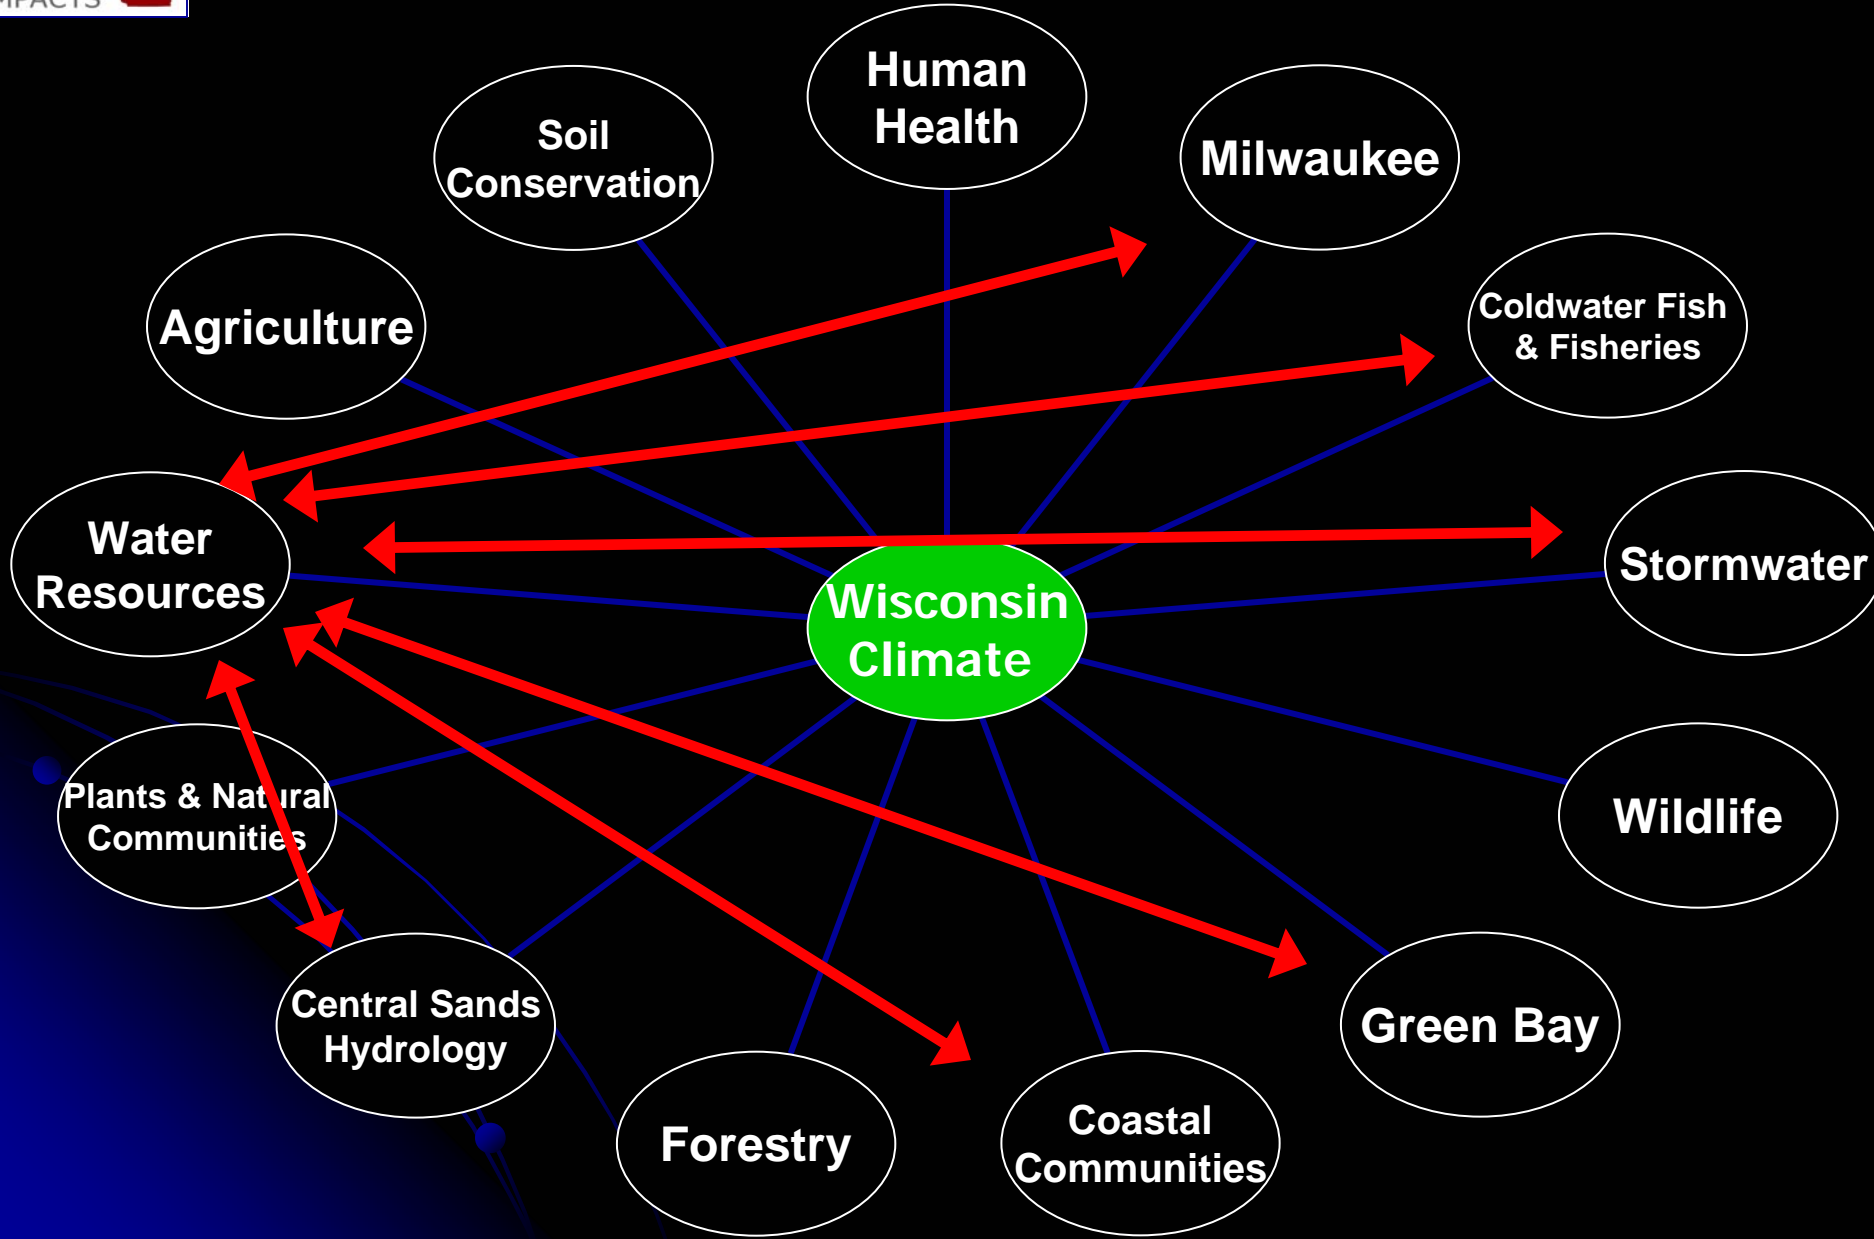 IMPACTS
Human
Health
Soil
Conservation
Milwaukee
Agriculture
Coldwater Fish
& Fisheries
Water
Resources
Stormwater
Wisconsin
Climate
Plants & Natural
Communities
Wildlife
Central Sands
Hydrology
Green Bay
Forestry
Coastal
Communities